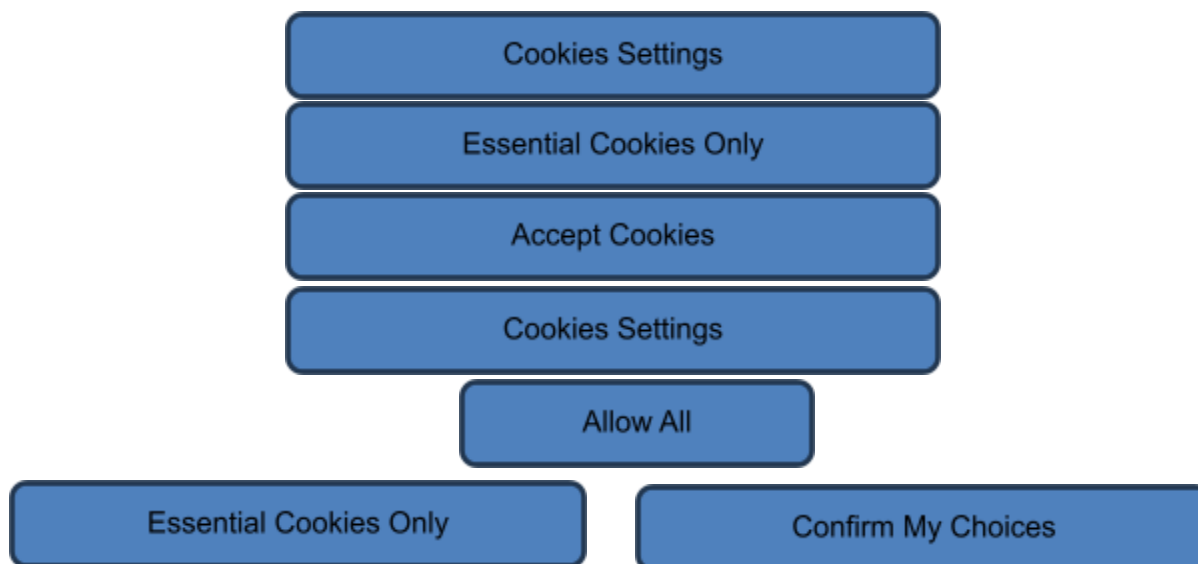 Cookies Settings
Essential Cookies Only
Accept Cookies
Cookies Settings
Allow All
Essential Cookies Only
Confirm My Choices